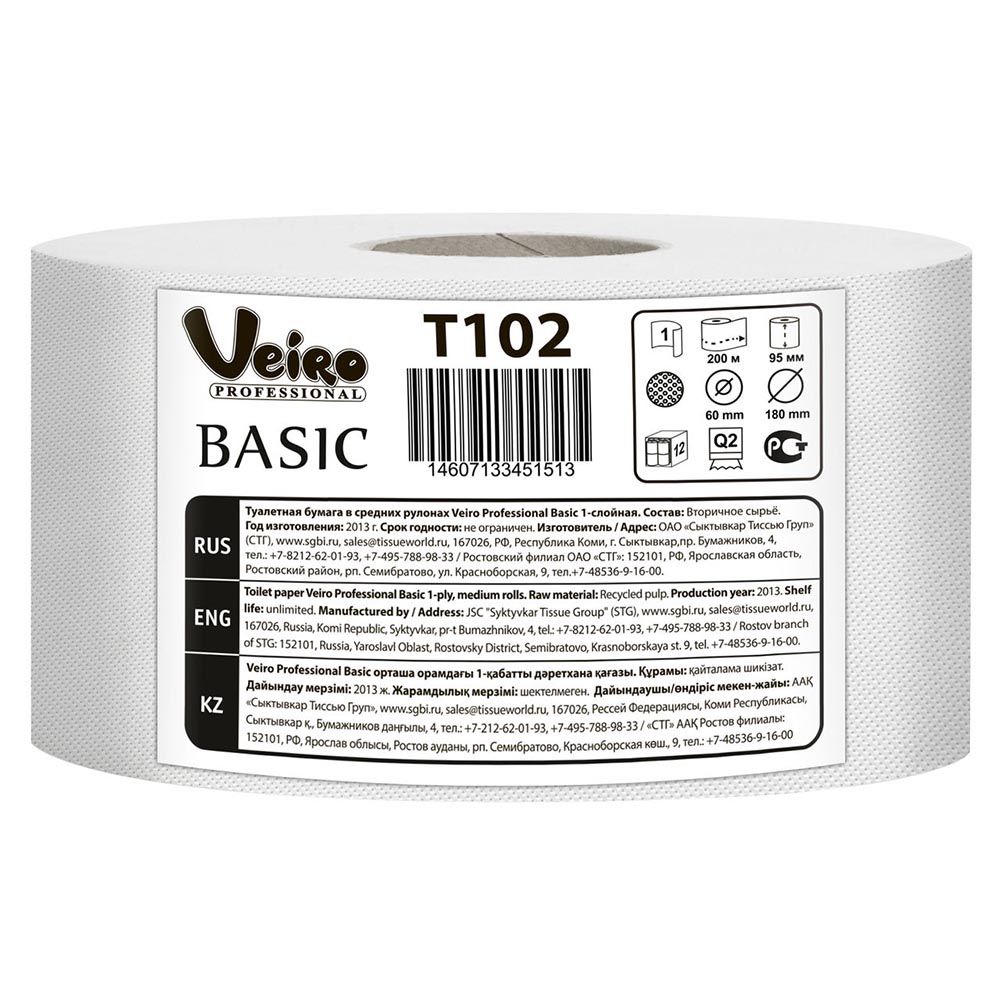 Veiro
PROFESSIONAL
BASIC
T102
14607133451513
1
200 м
95 мм
60 mm
180 mm
12
Q2
РСТ
RUS
Туалетная бумага в средних рулонах Veiro Professional Basic 1-слойная. Состав: Вторичное сырьё.
Год изготовления: 2013 г. Срок годности: не ограничен. Изготовитель / Адрес: ОАО «Сыктывкар Тиссью Груп»
(СТГ), www.sgbi.ru, sales@tissueworld.ru, 167026, РФ, Республика Коми, г. Сыктывкар,пр. Бумажников, 4,
тел.: +7-8212-62-01-93, +7-495-788-98-33 / Ростовский филиал ОАО «СТГ»: 152101, РФ, Ярославская область,
Ростовский район, рп. Семибратово, ул. Красноборская, 9, тел.+7-48536-9-16-00.
ENG
Toilet paper Veiro Professional Basic 1-ply, medium rolls. Raw material: Recycled pulp. Production year: 2013. Shelf
life: unlimited. Manufactured by / Address: JSC "Syktyvkar Tissue Group" (STG), www.sgbi.ru, sales@tissueworld.ru,
167026, Russia, Komi Republic, Syktyvkar, pr-t Bumazhnikov, 4, tel.: +7-8212-62-01-93, +7-495-788-98-33 / Rostov branch
of STG: 152101, Russia, Yaroslavl Oblast, Rostovsky District, Semibratovo, Krasnoborskaya st. 9, tel. +7-48536-9-16-00.
KZ
Veiro Professional Basic орташа орамдағы 1-қабатты дәретхана қағазы. Құрамы: қайталама шикізат.
Дайындау мерзімі: 2013 ж. Жарамдылық мерзімі: шектелмеген. Дайындаушы/өндіріс мекен-жайы: ААҚ
«Сыктывкар Тиссью Груп», www.sgbi.ru, sales@tissueworld.ru, 167026, Рессей Федерациясы, Коми Республикасы,
Сыктывкар қ., Бумажников даңғылы, 4, тел.: +7-212-62-01-93, +7-495-788-98-33 / «СТГ» ААҚ Ростов филиалы:
152101, РФ, Ярослав облысы, Ростов ауданы, рп. Семибратово, Красноборская көш., 9, тел.: +7-48536-9-16-00